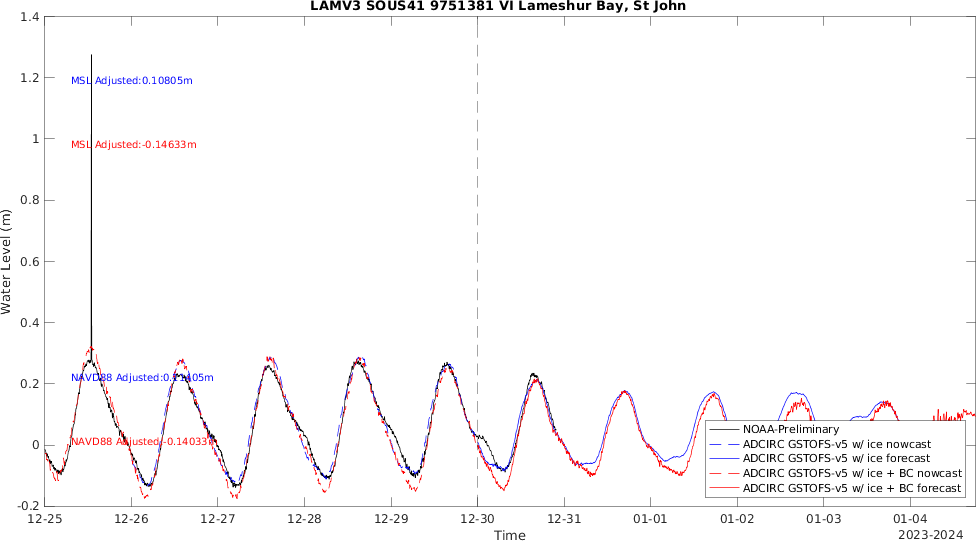 LAMV3 SOUS41 9751381 VI Lameshur Bay, St John
1.4
1.2
1
0.8
0.6
0.4
0.2
0
-0.2
Water Level (m)
MSL Adjusted:0.10805m
MSL Adjusted:-0.14633m
NAVD88 Adjusted:0.11405m
NAVD88 Adjusted:-0.14033m
NOAA-Preliminary
ADCIRC GSTOFS-v5 w/ ice nowcast
ADCIRC GSTOFS-v5 w/ ice forecast
ADCIRC GSTOFS-v5 w/ ice + BC nowcast
ADCIRC GSTOFS-v5 w/ ice + BC forecast
12-25 12-26 12-27 12-28 12-29 12-30 12-31 01-01 01-02 01-03 01-04
Time
2023-2024